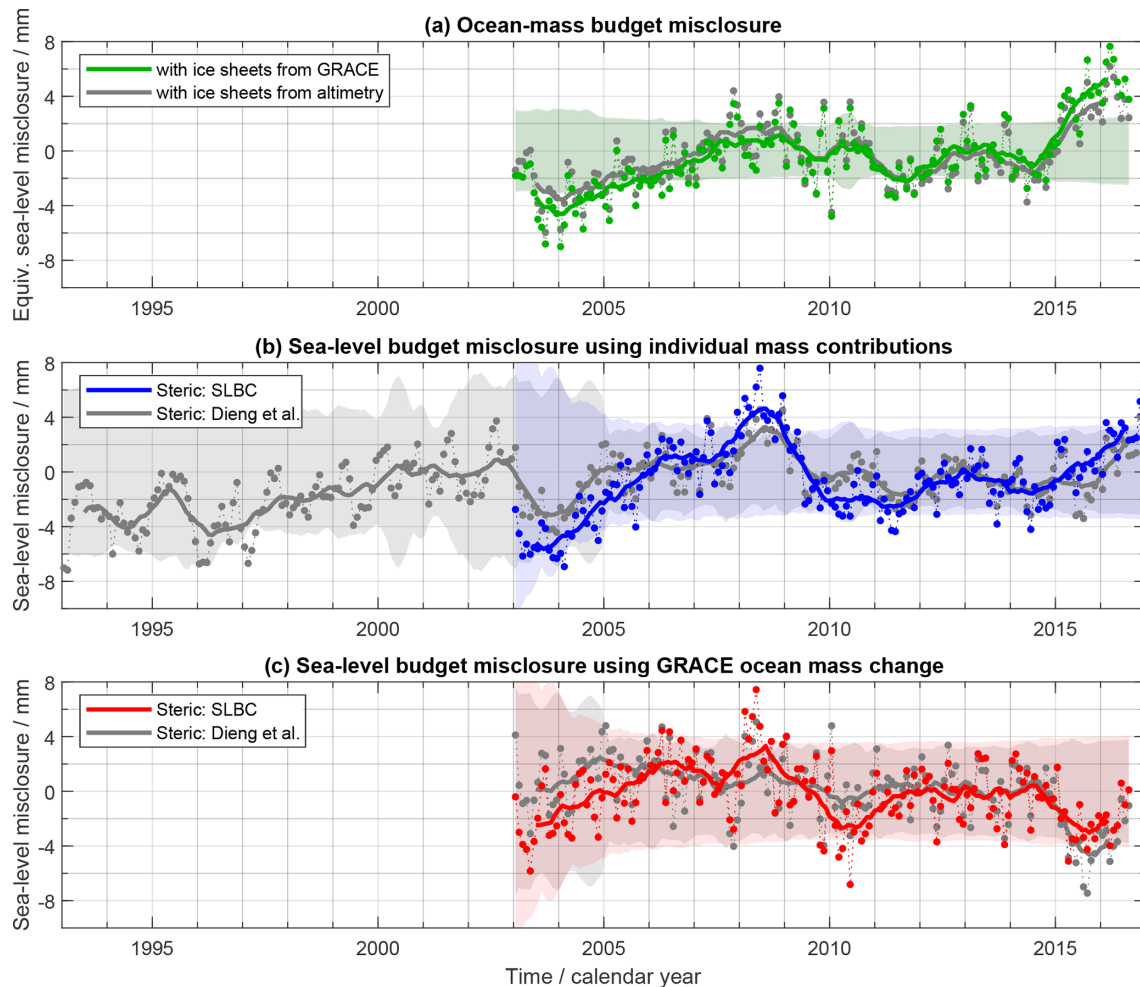 (a) Ocean-mass budget misclosure
Equiv. sea-level misclosure / mm
8
4
0
-4
-8
with ice sheets from GRACE
with ice sheets from altimetry
1995
2000
2005
2010
2015
(b) Sea-level budget misclosure using individual mass contributions
Sea-level misclosure / mm
8
4
0
-4
-8
Steric: SLBC
Steric: Dieng et al.
1995
2000
2005
2010
2015
(c) Sea-level budget misclosure using GRACE ocean mass change
Sea-level misclosure / mm
8
4
0
-4
-8
Steric: SLBC
Steric: Dieng et al.
1995
2000
2005
2010
2015
Time / calendar year